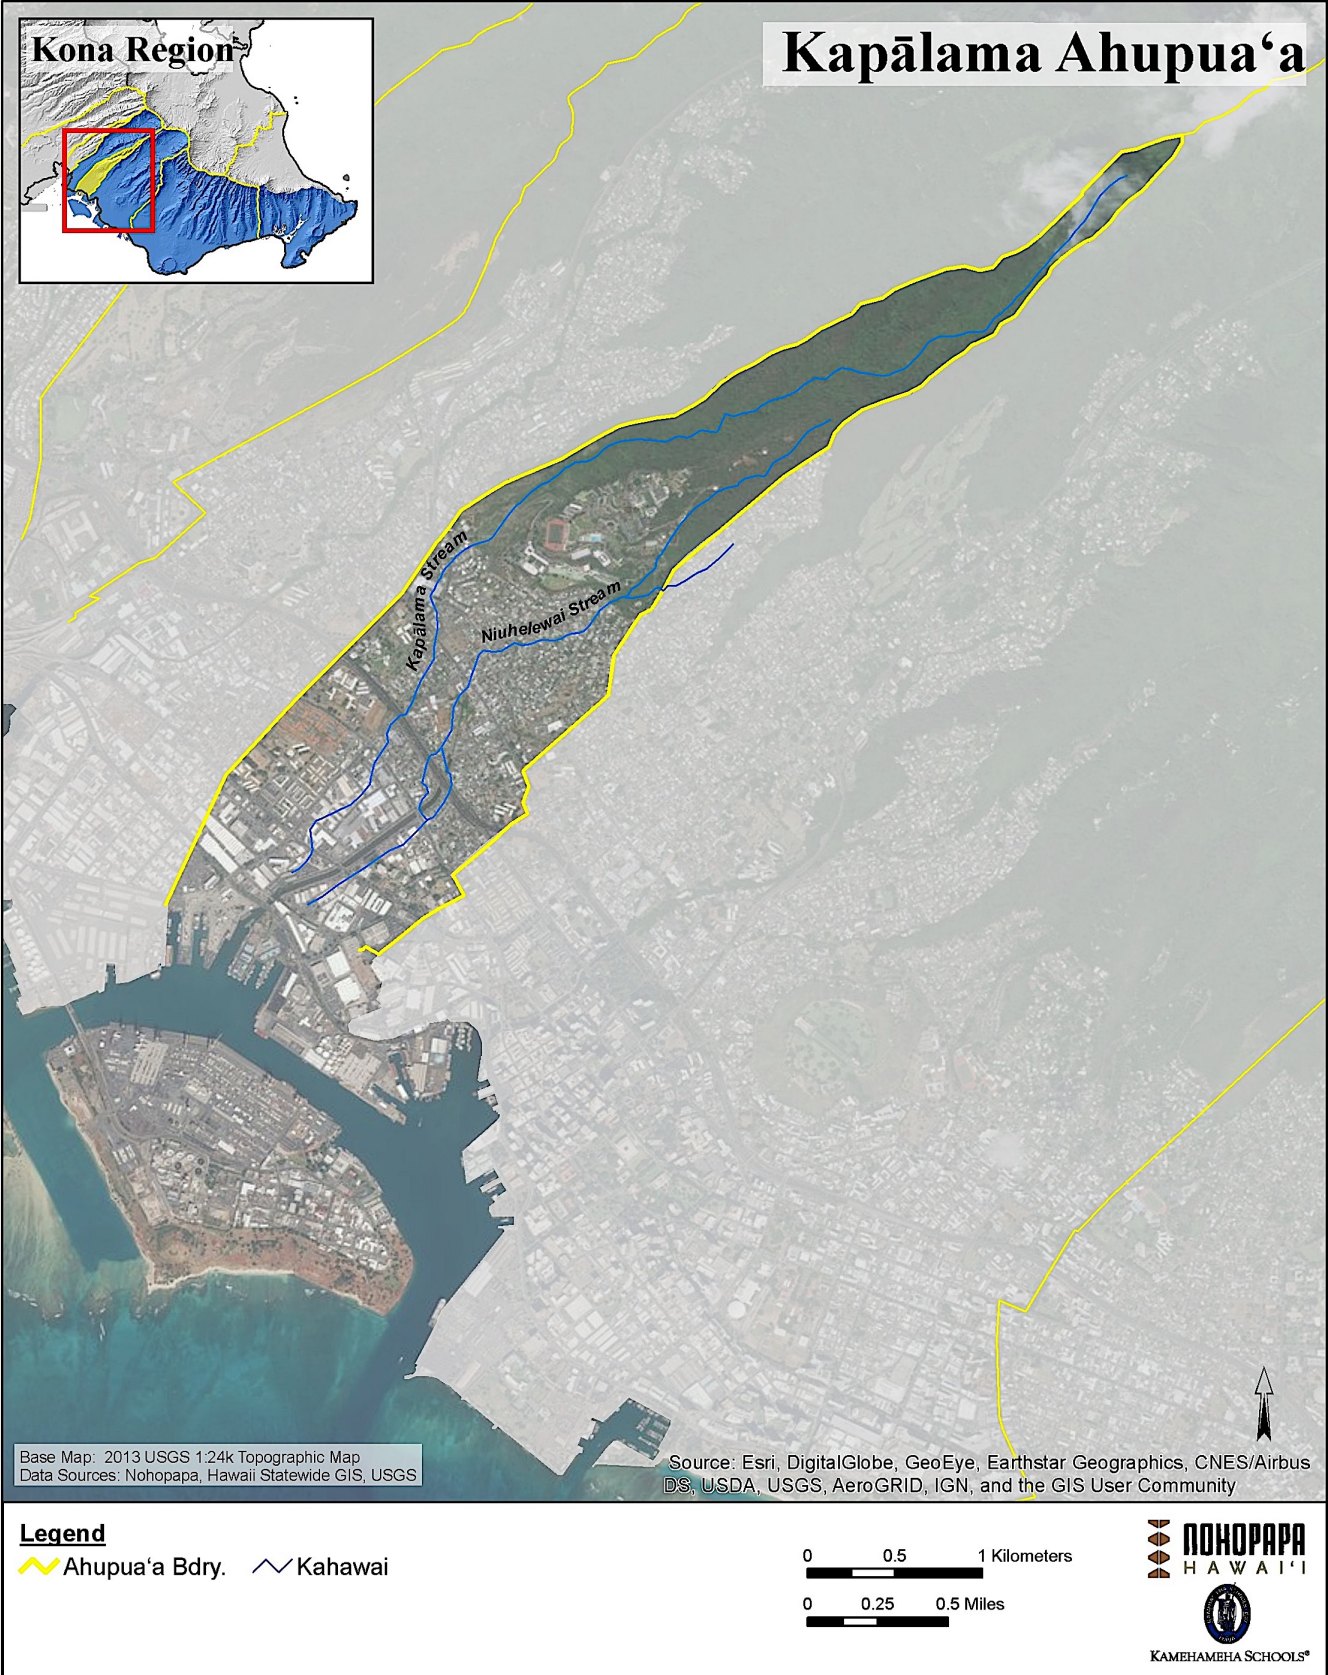 Kona Region
Kapālama Ahupuaʻa
Kapālama Stream
Niuhelewai Stream
Base Map: 2013 USGS 1:24k Topographic Map
Data Sources: Nohopapa, Hawaii Statewide GIS, USGS
Source: Esri, DigitalGlobe, GeoEye, Earthstar Geographics, CNES/Airbus
DS, USDA, USGS, AeroGRID, IGN, and the GIS User Community
Legend
Ahupuaʻa Bdry. Kahawai
0 0.5 1 Kilometers
0 0.25 0.5 Miles
NOHOPAPA
HAWAIʻI
KAMEHAMEHA SCHOOLS®